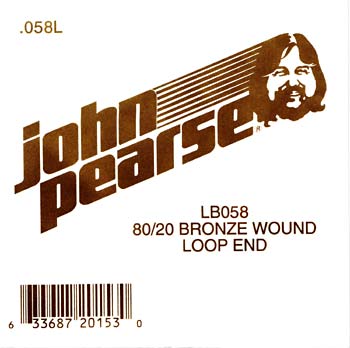 .058L
john
pearse®
LB058
80/20 BRONZE WOUND
LOOP END
6 33687 20153 0